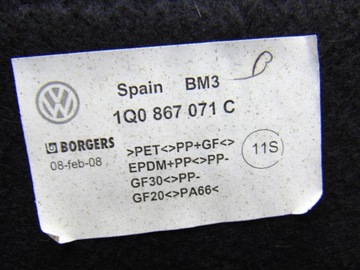 Spain BM3
1Q0 867 071 C
BORGERS
08-feb-08
>PET<>PP+GF<>
EPDM+PP<>PP-
GF30<>PP-
GF20<>PA66<
11S